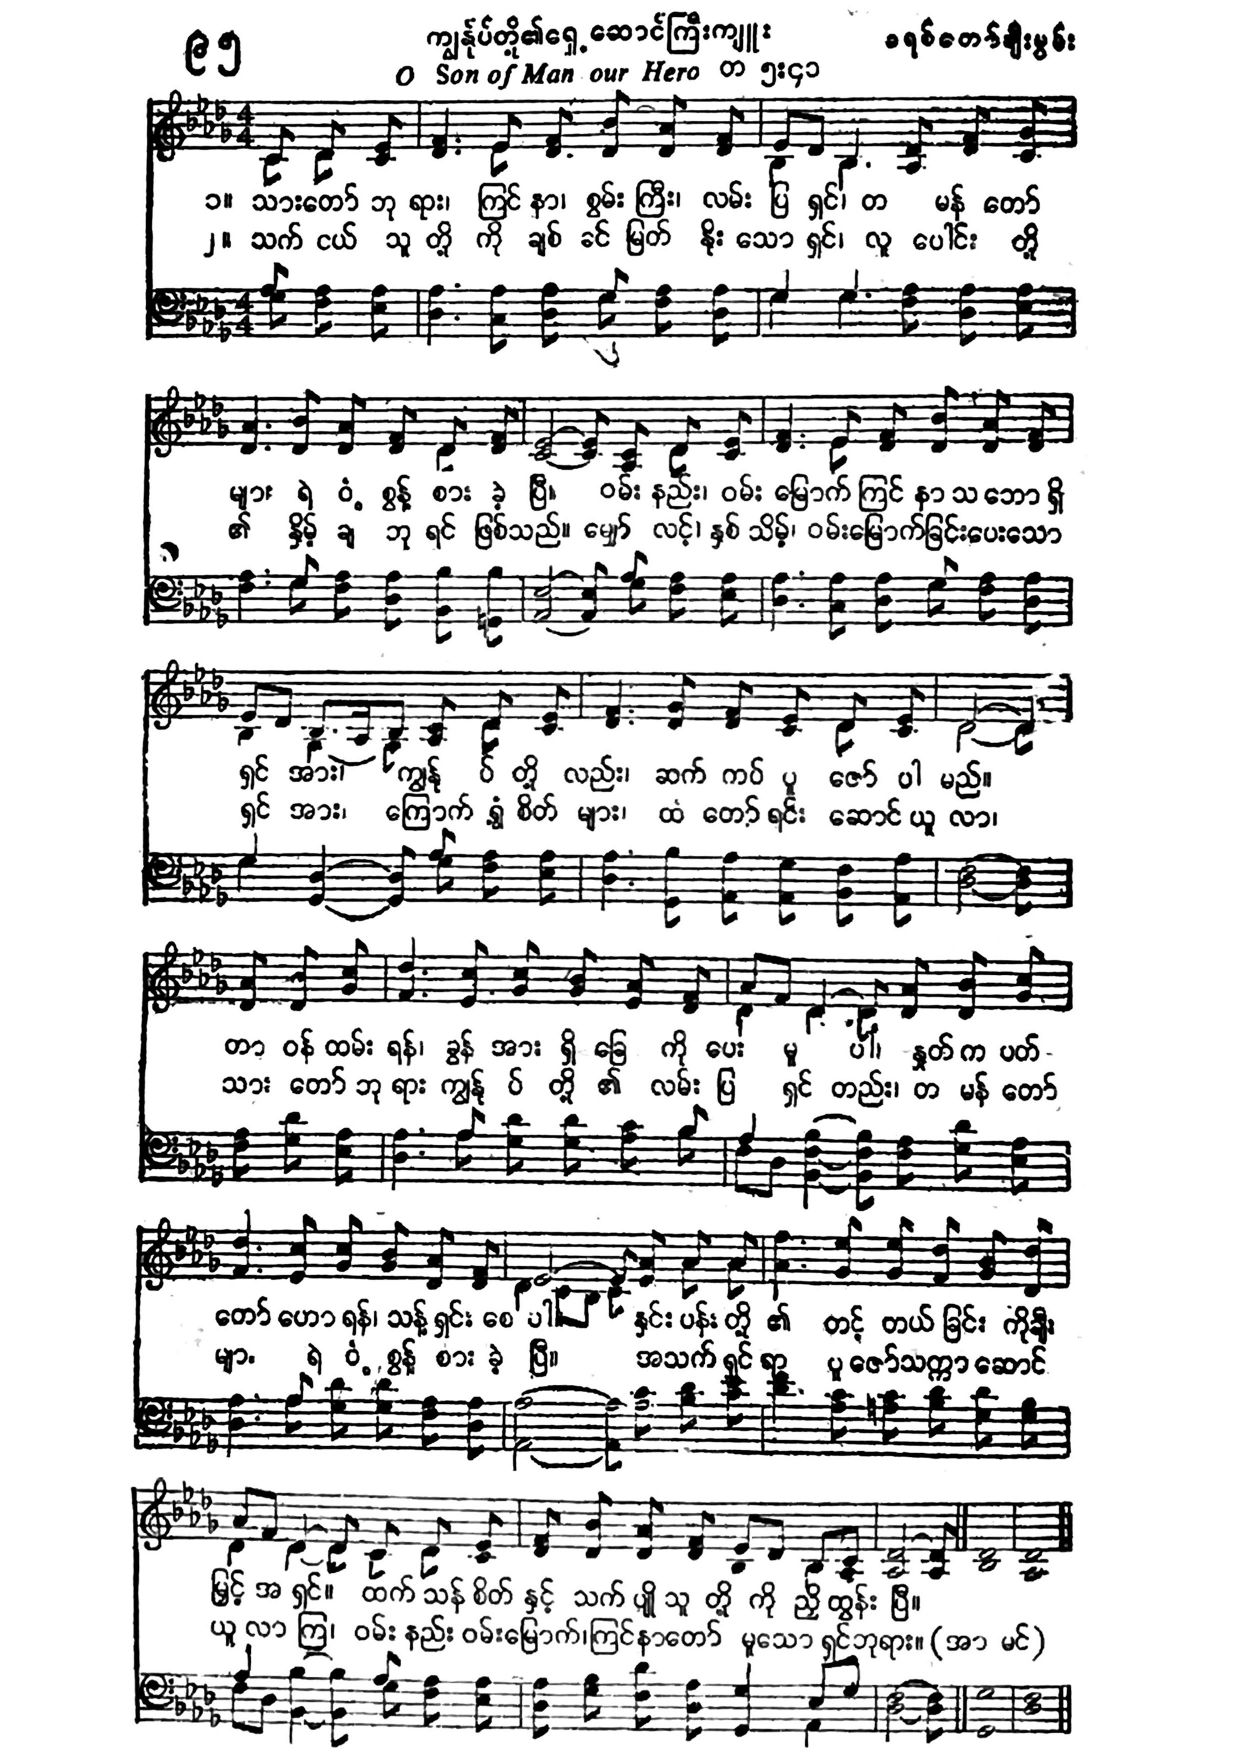 ၉၅
ကျွန်ုပ်တို့၏ရှေ့ဆောင်ကြီးကျူး
ခရစ်တော်ချီးမွမ်း
O Son of Man our Hero တ ၅း၄၁
၁။ သားတော် ဘု ရား၊ ကြင် နာ၊ စွမ်း ကြီး၊ လမ်း ပြ ရှင်၊ တ မန် တော်
၂။ သက် ငယ် သူ တို့ ကို ချစ် ခင် မြတ် နိုး သော ရှင်၊ လူ ပေါင်း တို့
များ ရဲ ဝံ့ စွန့် စား ခဲ့ ပြီ။ ဝမ်း နည်း၊ ဝမ်း မြောက် ကြင် နာ သ ဘော ရှိ
၏ နှိမ့် ချ ဘု ရင် ဖြစ်သည်။ မျှော် လင့်၊ နှစ် သိမ့်၊ ဝမ်းမြောက်ခြင်းပေးသော
ရှင် အား၊ ကျွန်ု ပ် တို့ လည်း၊ ဆက် ကပ် ပူ ဇော် ပါ မည်။
ရှင် အား၊ ကြောက် ရွှံ စိတ် များ၊ ထံ တော့် ရင်း ဆောင် ယူ လာ၊
တာ ဝန် ထမ်း ရန်၊ ခွန် အား ရှိ ခြေ ကို ပေး မူ ပါ၊ နှုတ် က ပတ် -
သား တော် ဘု ရား ကျွန်ု ပ် တို့ ၏ လမ်း ပြ ရှင် တည်း၊ တ မန် တော်
တော် ဟော ရန်၊ သန့် ရှင်း စေ ပါ။ နှင်း ပန်း တို့ ၏ တင့် တယ် ခြင်း ကိုချီး
များ ရဲ ဝံ့ စွန့် စား ခဲ့ ပြီ။ အသက် ရှင် ရာ ပူ ဇော်သက္ကာ ဆောင်
မြှင့် အ ရှင်။ ထက် သန် စိတ် နှင့် သက် ပျို သူ တို့ ကို ညှိ ထွန်း ပြီ။
ယူ လာ ကြ၊ ဝမ်း နည်း ဝမ်းမြောက်၊ကြင်နာတော် မူသော ရှင်ဘုရား။ (အာ မင်)